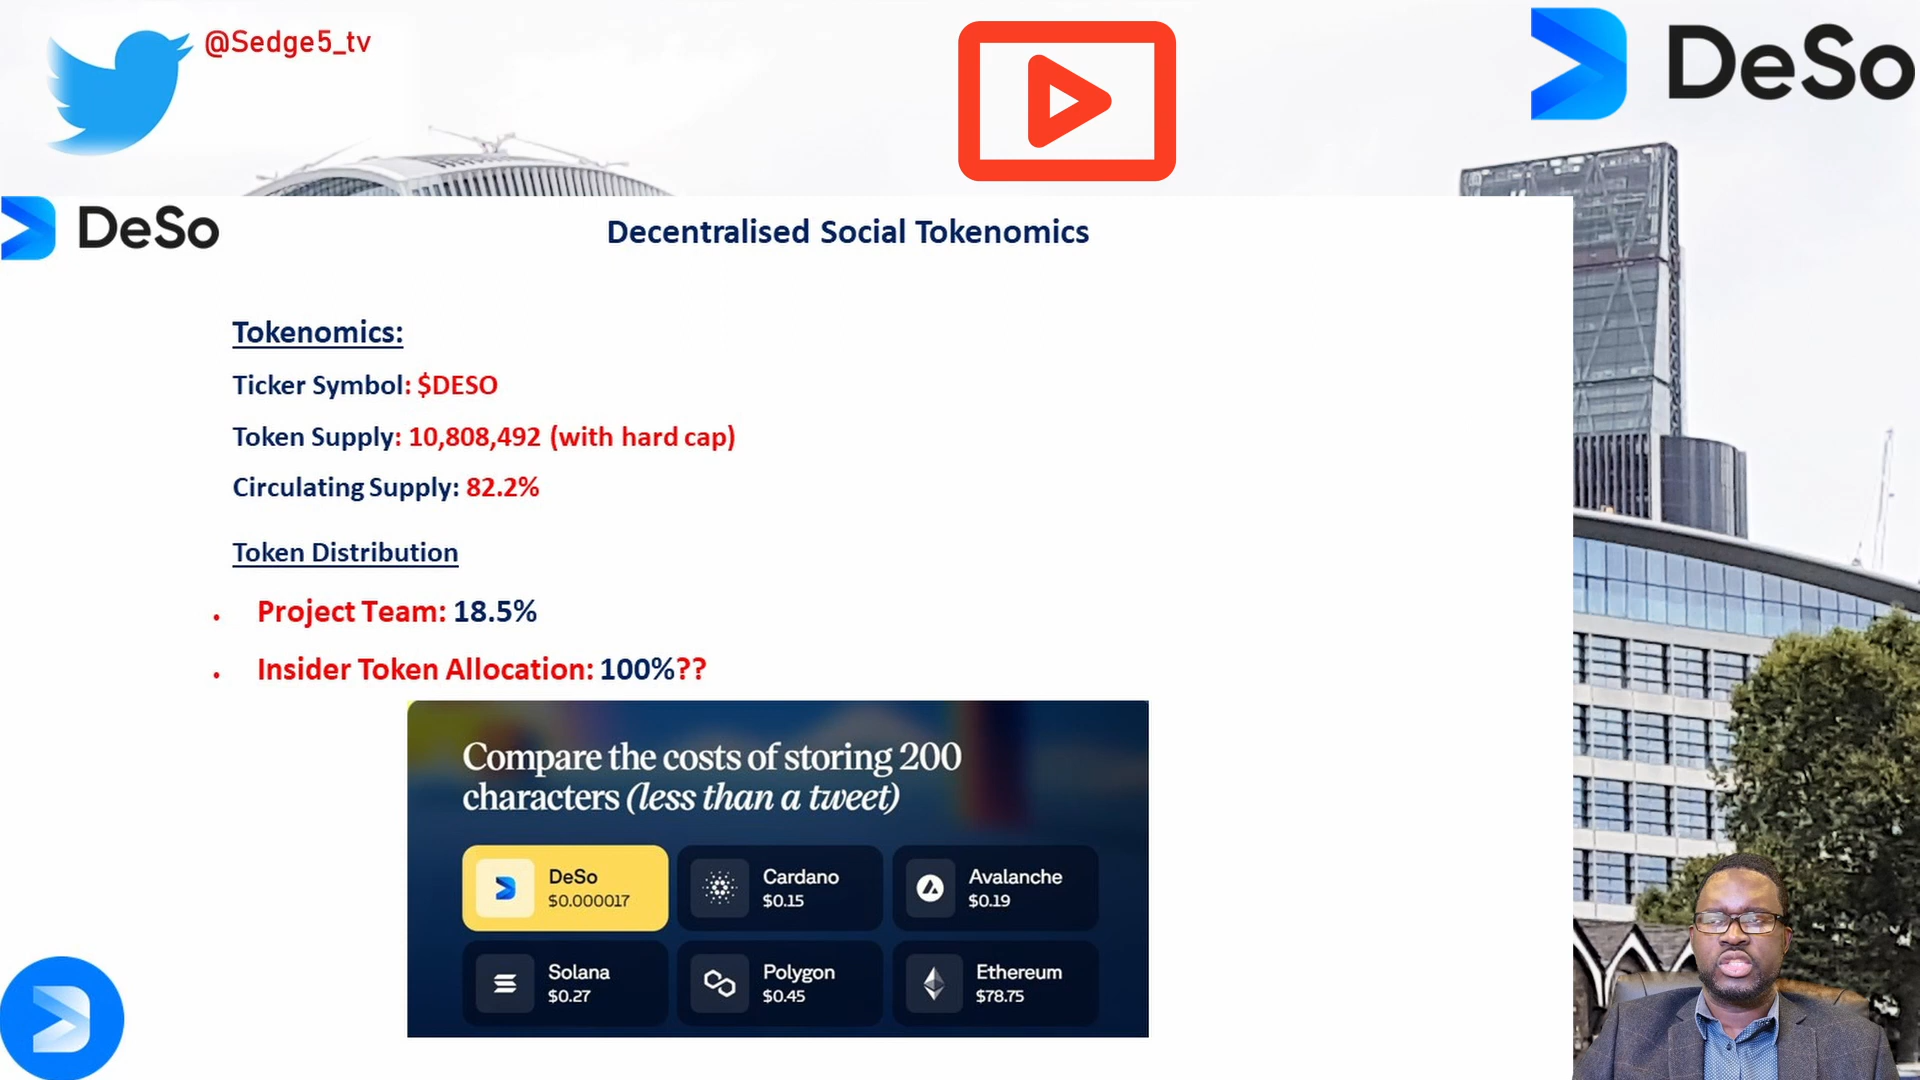 @Sedge5_tv
DeSo
DeSo
Decentralised Social Tokenomics
Tokenomics:
Ticker Symbol: $DESO
Token Supply: 10,808,492 (with hard cap)
Circulating Supply: 82.2%
Token Distribution
• Project Team: 18.5%
• Insider Token Allocation: 100%??
Compare the costs of storing 200
characters (less than a tweet)
DeSo
$0.000017
Cardano
$0.15
Avalanche
$0.19
Solana
$0.27
Polygon
$0.45
Ethereum
$78.75